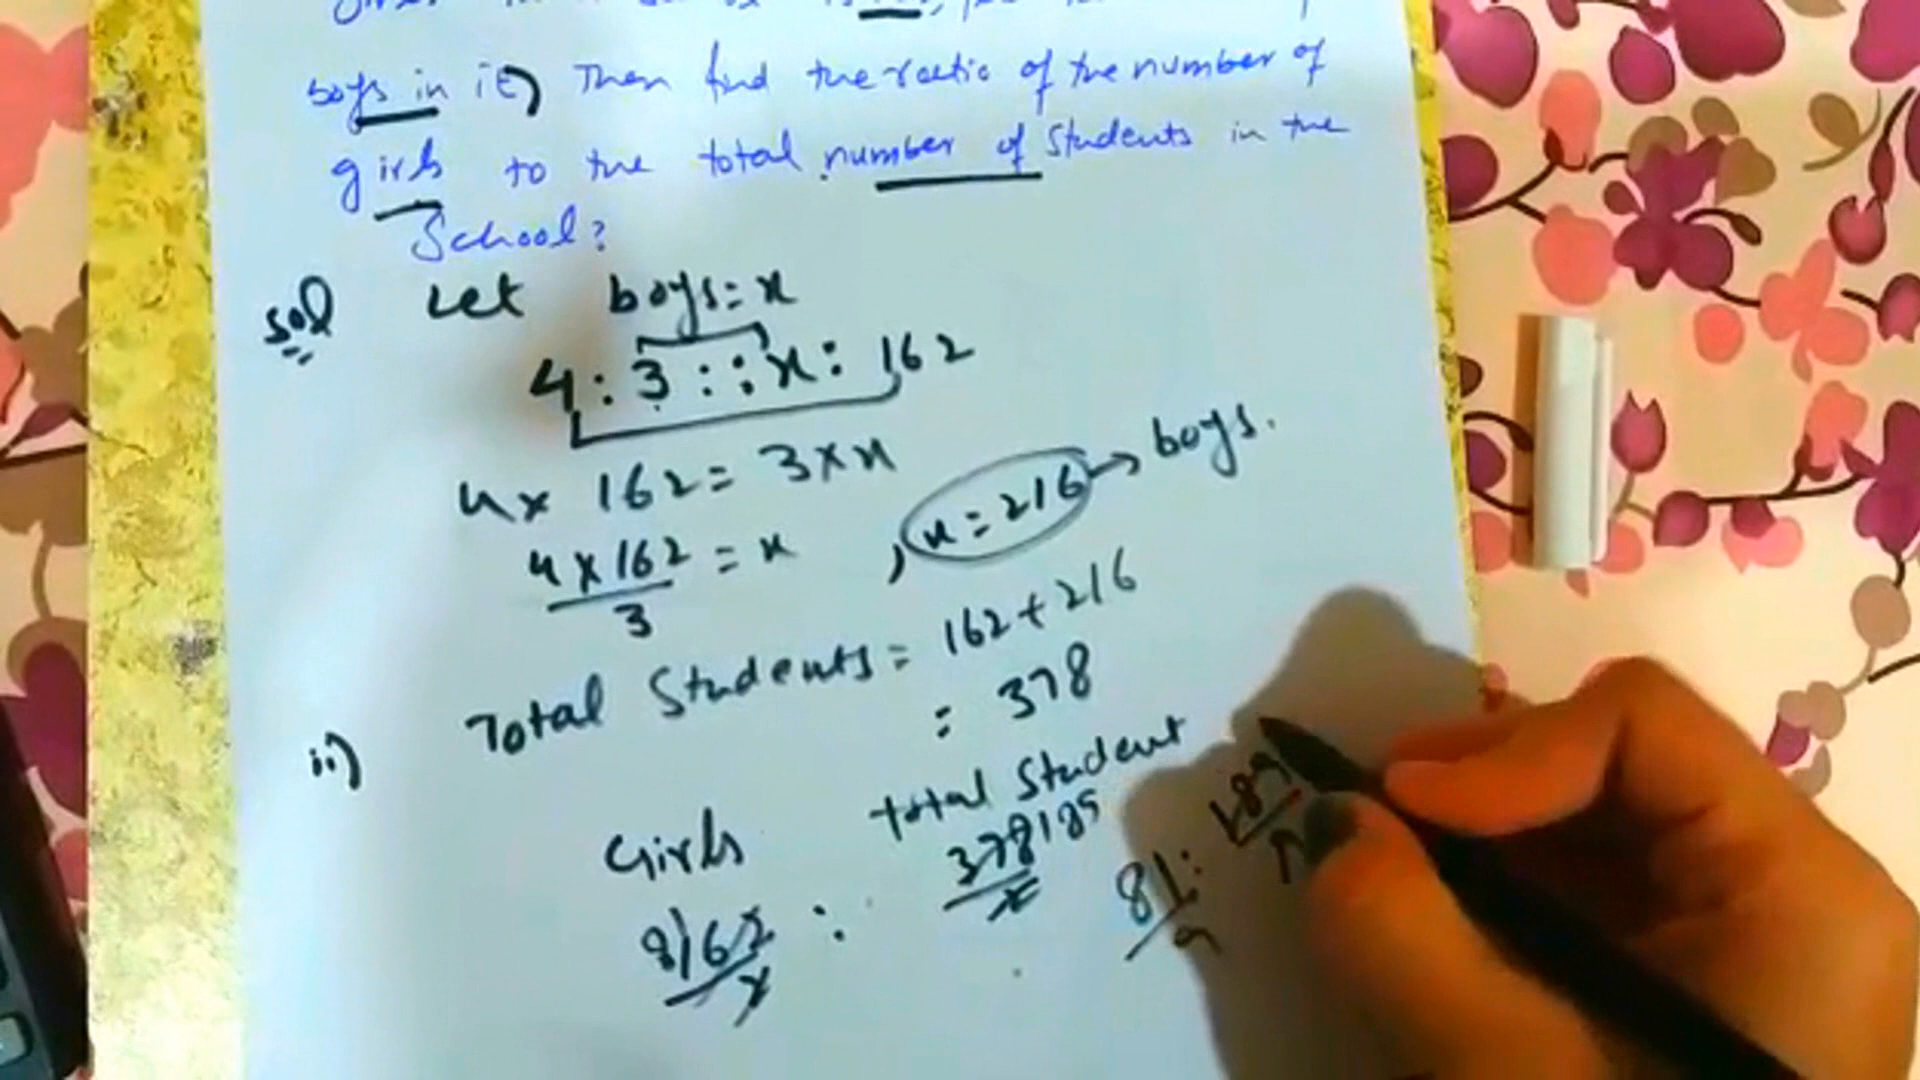 boys in it) Then find the ratio of the number of
girls to the total number of students in the
School?
Sol Let boys = x
4 : 3 :: x : 162
4 x 162 = 3 x x
4 x 162 / 3 = x , x = 216 → boys.
Total Students = 162 + 216
= 378
ii)
Girls total Student
162 : 378 189
81 : 189
9